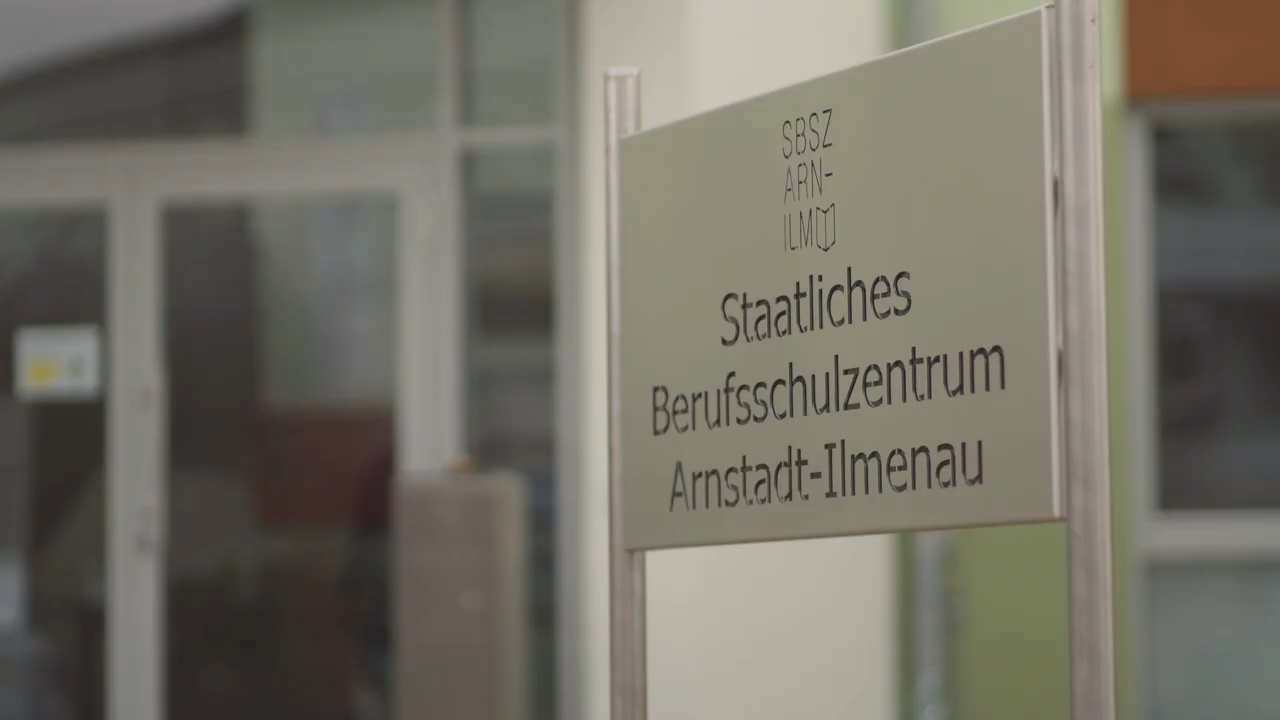 SBSZ
ARN-
ILM
Staatliches
Berufsschulzentrum
Arnstadt-Ilmenau